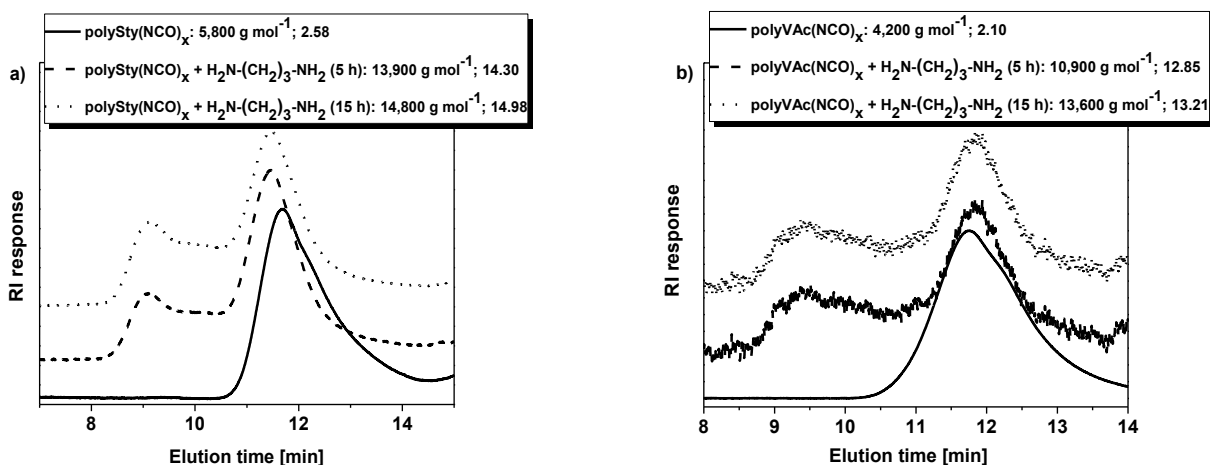 a)
polySty(NCO)x: 5,800 g mol-1; 2.58
polySty(NCO)x + H2N-(CH2)3-NH2 (5 h): 13,900 g mol-1; 14.30
polySty(NCO)x + H2N-(CH2)3-NH2 (15 h): 14,800 g mol-1; 14.98
RI response
8 10 12 14
Elution time [min]
b)
polyVAc(NCO)x: 4,200 g mol-1; 2.10
polyVAc(NCO)x + H2N-(CH2)3-NH2 (5 h): 10,900 g mol-1; 12.85
polyVAc(NCO)x + H2N-(CH2)3-NH2 (15 h): 13,600 g mol-1; 13.21
RI response
8 9 10 11 12 13 14
Elution time [min]